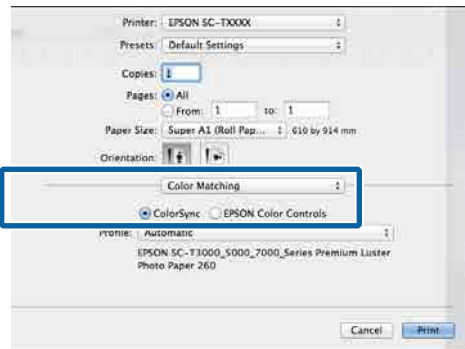 Printer: EPSON SC-TXXXX
Presets: Default Settings
Copies: 1
Pages: All
From: 1 to: 1
Paper Size: Super A1 (Roll Pap... 610 by 914 mm
Orientation:
Color Matching
ColorSync EPSON Color Controls
Profile: Automatic
EPSON SC-T3000_5000_7000_Series Premium Luster
Photo Paper 260
Cancel Print